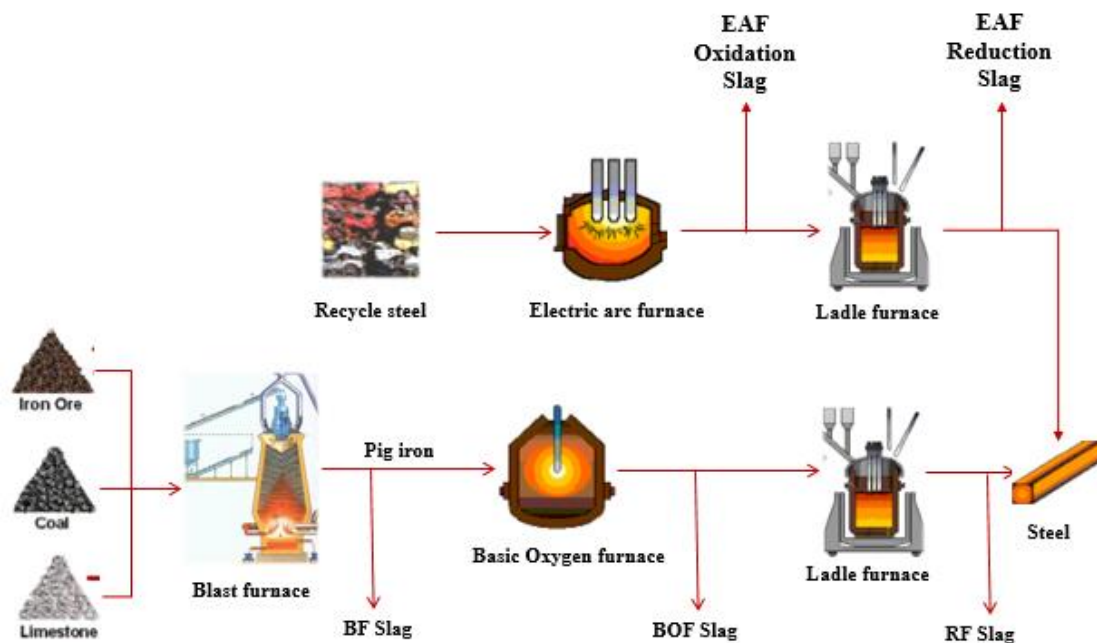 EAF
Oxidation
Slag
EAF
Reduction
Slag
Recycle steel
Electric arc furnace
Ladle furnace
Iron Ore
Pig iron
Coal
Blast furnace
Basic Oxygen furnace
Ladle furnace
Steel
Limestone
BF Slag
BOF Slag
RF Slag